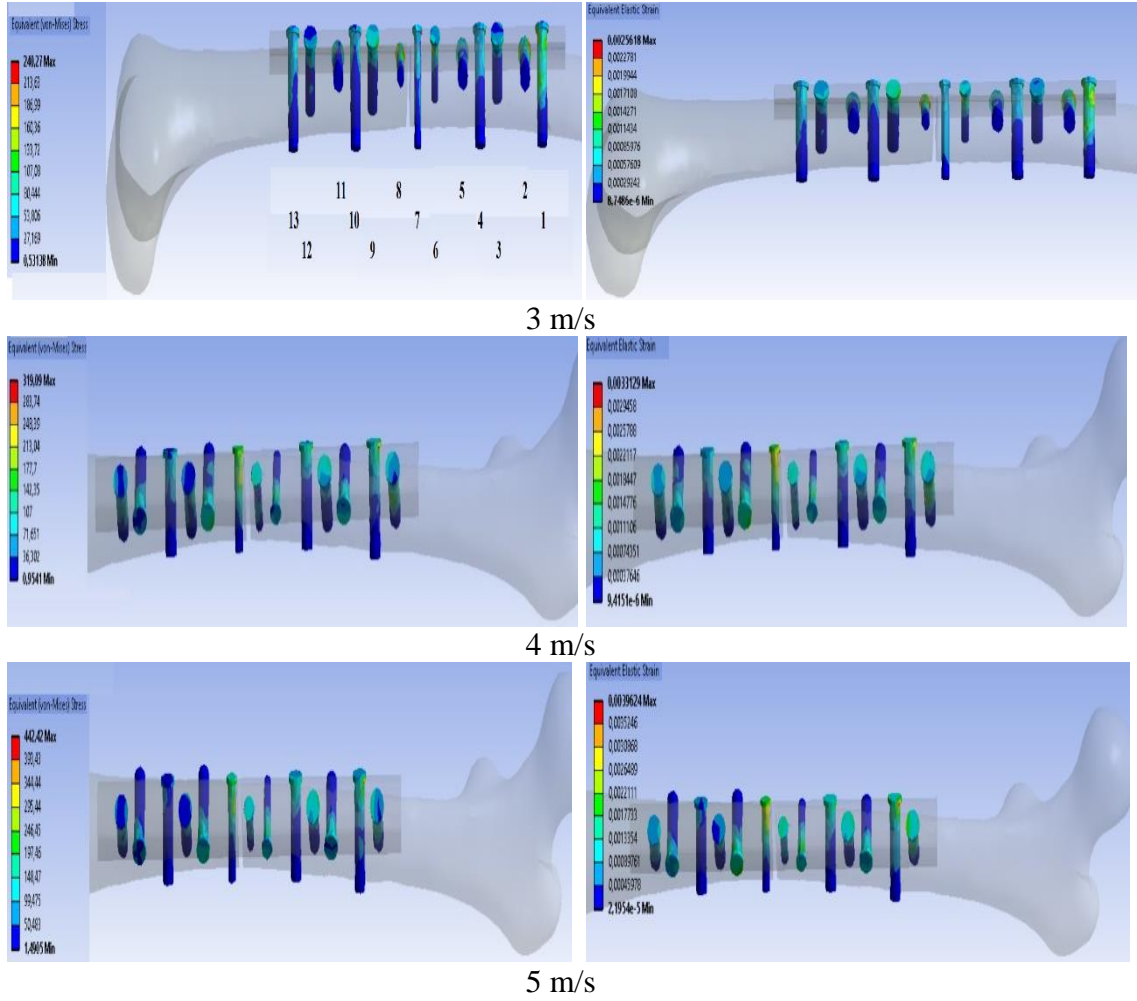 Equivalent (von-Mises) Stress
240,27 Max
213,63
186,99
160,36
133,72
107,08
80,444
53,806
27,169
0,53138 Min
11 8 5 2
13 10 7 4 1
12 9 6 3
Equivalent Elastic Strain
0,0025618 Max
0,0022781
0,0019944
0,0017108
0,0014271
0,0011434
0,00085976
0,00057609
0,00029242
8,7486e-6 Min
3 m/s
Equivalent (von-Mises) Stress
319,09 Max
283,74
248,39
213,04
177,7
142,35
107
71,651
36,302
0,9541 Min
Equivalent Elastic Strain
0,0033129 Max
0,0029458
0,0025788
0,0022117
0,0018447
0,0014776
0,0011106
0,00074351
0,00037646
9,4151e-6 Min
4 m/s
Equivalent (von-Mises) Stress
442,42 Max
393,43
344,44
295,44
246,45
197,46
148,47
99,475
50,483
1,4905 Min
Equivalent Elastic Strain
0,0039624 Max
0,0035246
0,0030868
0,0026489
0,0022111
0,0017733
0,0013354
0,00089761
0,00045978
2,1954e-5 Min
5 m/s